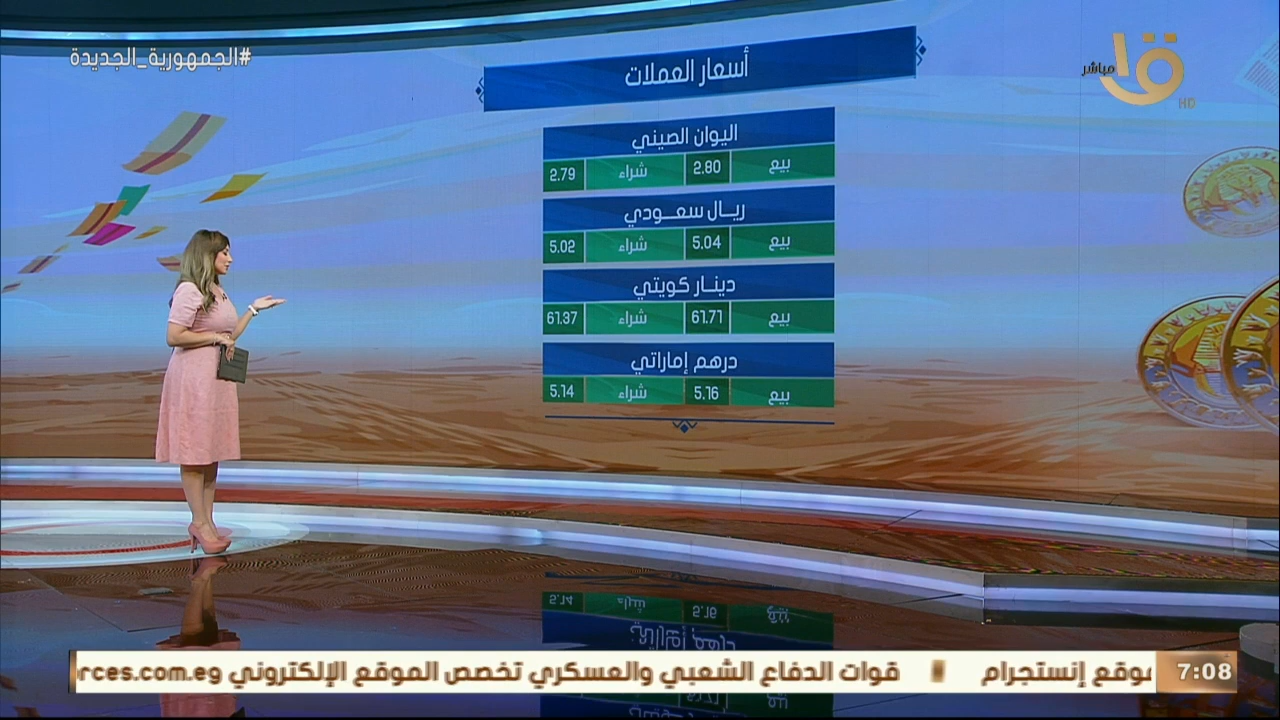 #الجمهورية_الجديدة
مباشر
HD
أسعار العملات
اليوان الصيني
بيع 2.80 شراء 2.79
ريال سعودي
بيع 5.04 شراء 5.02
دينار كويتي
بيع 61.71 شراء 61.37
درهم إماراتي
بيع 5.16 شراء 5.14
7:08
موقع إنستجرام
قوات الدفاع الشعبي والعسكري تخصص الموقع الإلكتروني rces.com.eg